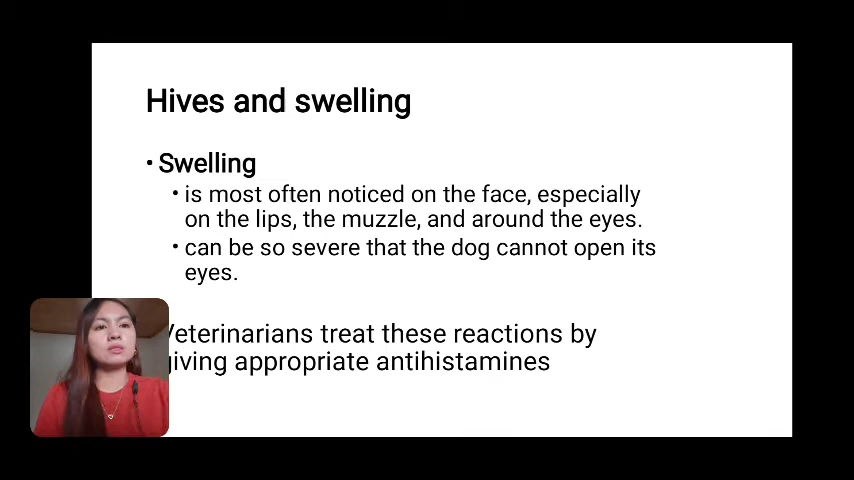 Hives and swelling
• Swelling
• is most often noticed on the face, especially
on the lips, the muzzle, and around the eyes.
• can be so severe that the dog cannot open its
eyes.
Veterinarians treat these reactions by
giving appropriate antihistamines